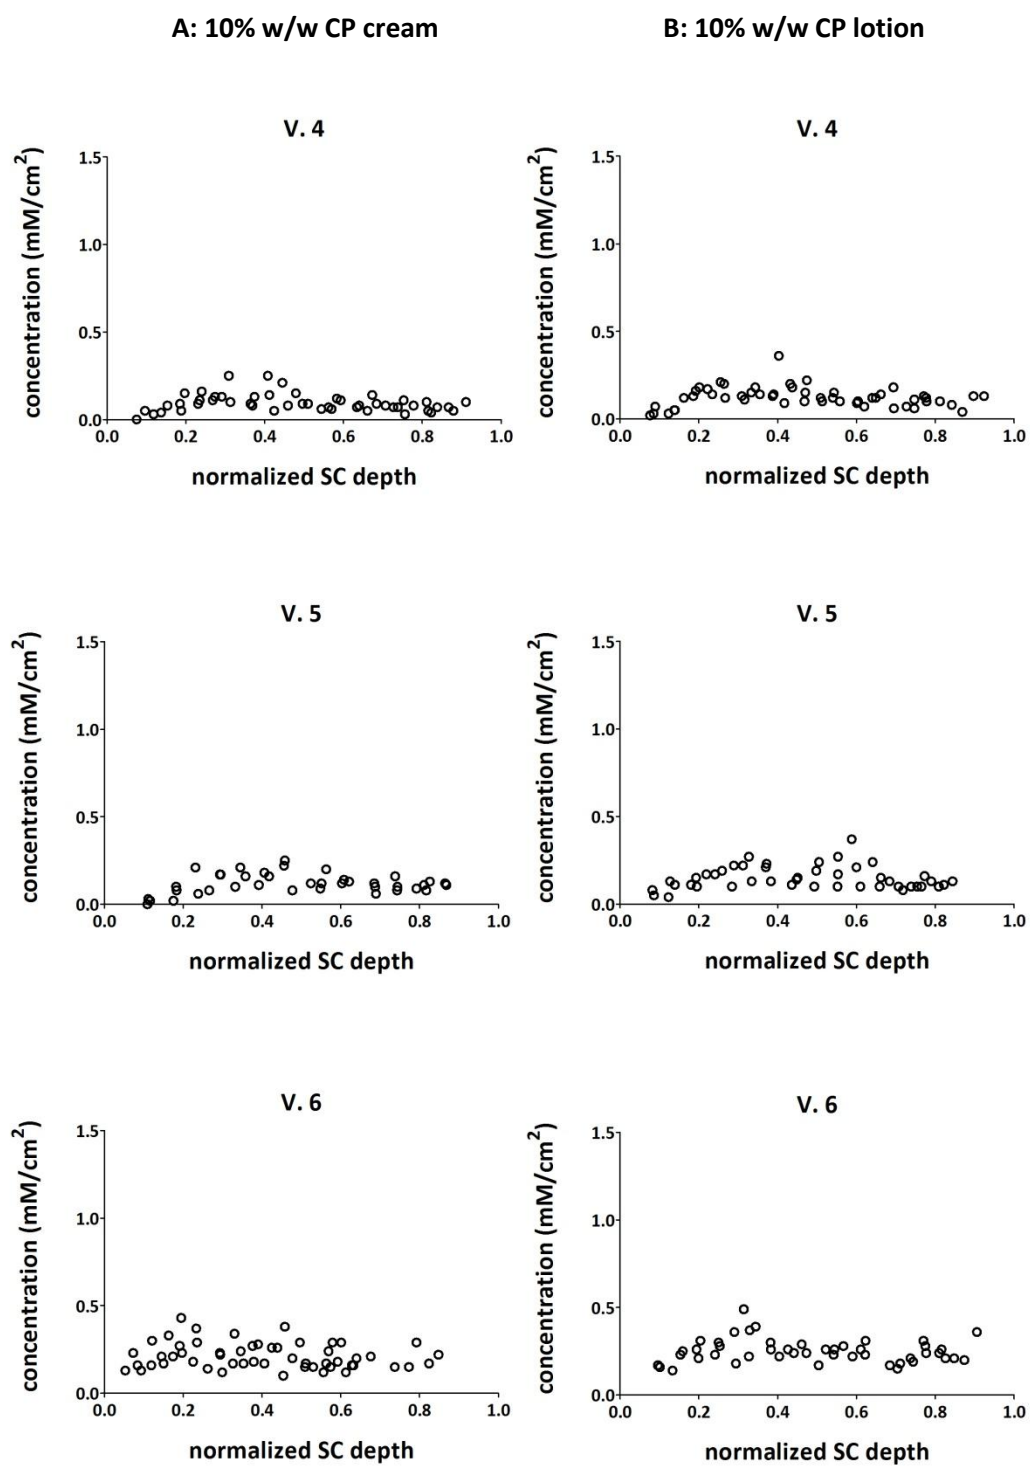 A: 10% w/w CP cream
B: 10% w/w CP lotion
V. 4
concentration (mM/cm²)
1.5
1.0
0.5
0.0
0.0 0.2 0.4 0.6 0.8 1.0
normalized SC depth
V. 4
concentration (mM/cm²)
1.5
1.0
0.5
0.0
0.0 0.2 0.4 0.6 0.8 1.0
normalized SC depth
V. 5
concentration (mM/cm²)
1.5
1.0
0.5
0.0
0.0 0.2 0.4 0.6 0.8 1.0
normalized SC depth
V. 5
concentration (mM/cm²)
1.5
1.0
0.5
0.0
0.0 0.2 0.4 0.6 0.8 1.0
normalized SC depth
V. 6
concentration (mM/cm²)
1.5
1.0
0.5
0.0
0.0 0.2 0.4 0.6 0.8 1.0
normalized SC depth
V. 6
concentration (mM/cm²)
1.5
1.0
0.5
0.0
0.0 0.2 0.4 0.6 0.8 1.0
normalized SC depth